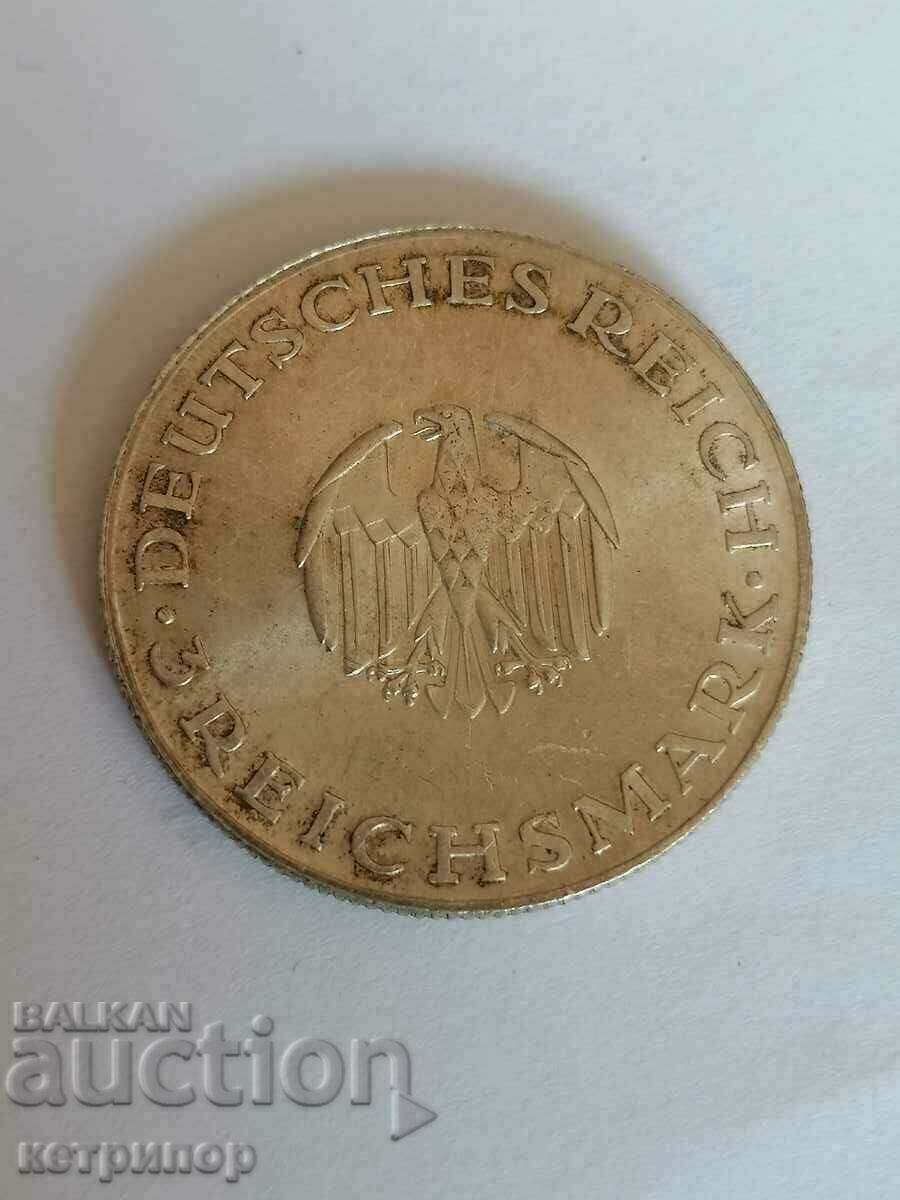 · DEUTSCHES REICH ·
3 REICHSMARK
BALKAN
auction
кетрипор